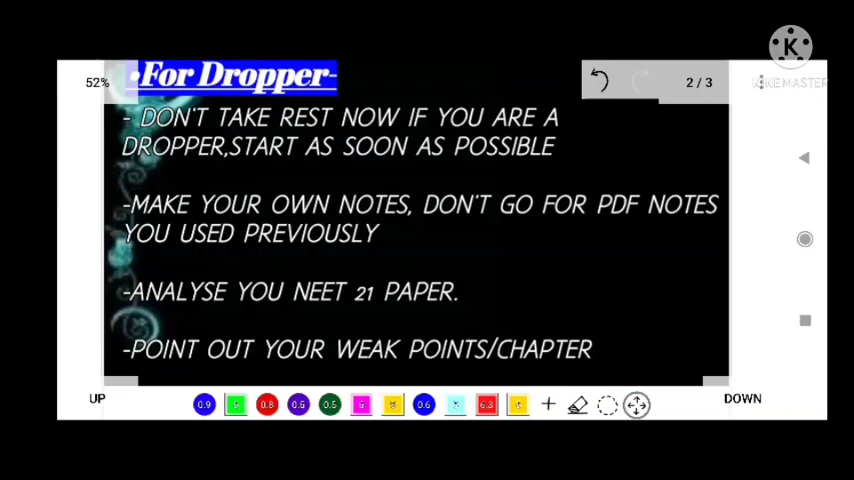 •For Dropper-
52%
2 / 3
K
KINEMASTER
- DON'T TAKE REST NOW IF YOU ARE A
DROPPER,START AS SOON AS POSSIBLE
-MAKE YOUR OWN NOTES, DON'T GO FOR PDF NOTES
YOU USED PREVIOUSLY
-ANALYSE YOU NEET 21 PAPER.
-POINT OUT YOUR WEAK POINTS/CHAPTER
UP
DOWN
0.9 0.8 0.5 0.5 0.6 6.3